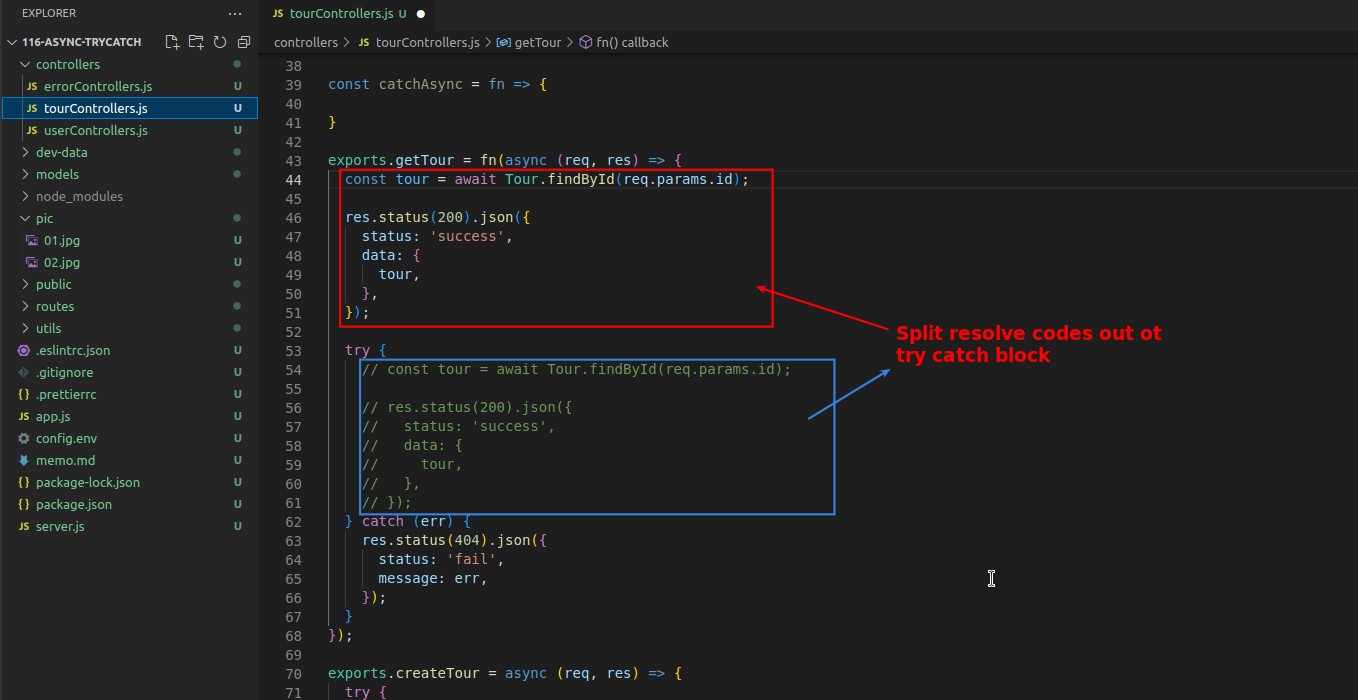 EXPLORER
···
116-ASYNC-TRYCATCH
controllers
JS errorControllers.js U
JS tourControllers.js U
JS userControllers.js U
dev-data
models
node_modules
pic
01.jpg U
02.jpg U
public
routes
utils
.eslintrc.json U
.gitignore U
{} .prettierrc U
JS app.js U
config.env U
memo.md U
{} package-lock.json U
{} package.json U
JS server.js U
JS tourControllers.js U ●
controllers > JS tourControllers.js > getTour > fn() callback
38
39 const catchAsync = fn => {
40
41 }
42
43 exports.getTour = fn(async (req, res) => {
44   const tour = await Tour.findById(req.params.id);
45
46   res.status(200).json({
47     status: 'success',
48     data: {
49       tour,
50     },
51   });
52
53   try {
54     // const tour = await Tour.findById(req.params.id);
55
56     // res.status(200).json({
57     //   status: 'success',
58     //   data: {
59     //     tour,
60     //   },
61     // });
62   } catch (err) {
63     res.status(404).json({
64       status: 'fail',
65       message: err,
66     });
67   }
68 });
69
70 exports.createTour = async (req, res) => {
71   try {
Split resolve codes out ot
try catch block